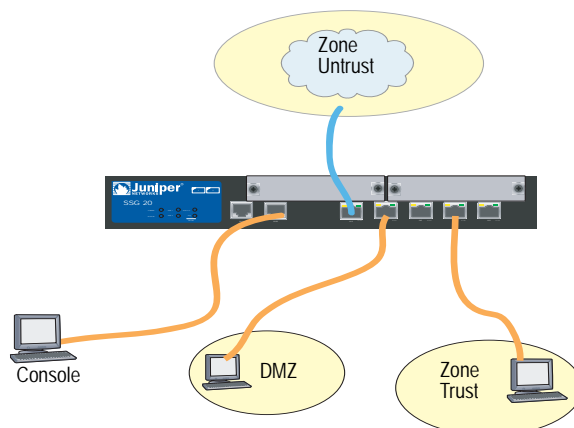 Zone
Untrust
Juniper
NETWORKS
SSG 20
Console
DMZ
Zone
Trust